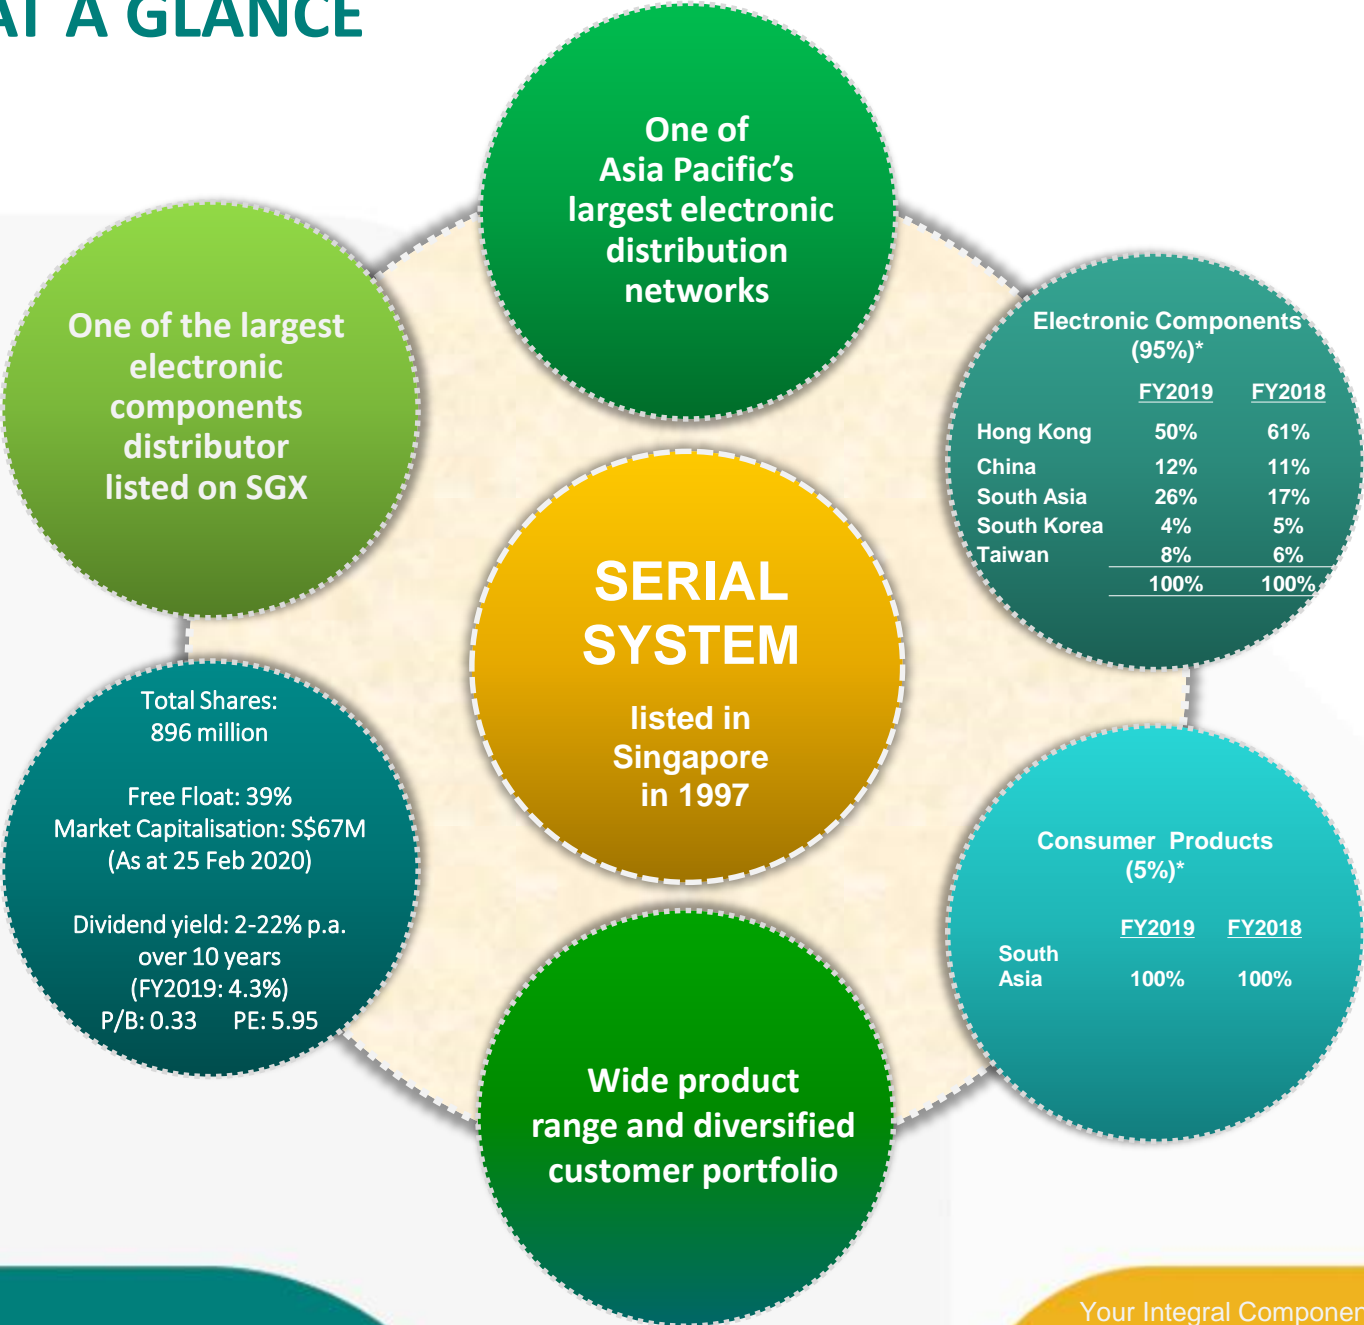 AT A GLANCE
One of
Asia Pacific's
largest electronic
distribution
networks
One of the largest
electronic
components
distributor
listed on SGX
Electronic Components
(95%)*
FY2019 FY2018
Hong Kong 50% 61%
China 12% 11%
South Asia 26% 17%
South Korea 4% 5%
Taiwan 8% 6%
100% 100%
SERIAL
SYSTEM
listed in
Singapore
in 1997
Total Shares:
896 million
Free Float: 39%
Market Capitalisation: S$67M
(As at 25 Feb 2020)
Dividend yield: 2-22% p.a.
over 10 years
(FY2019: 4.3%)
P/B: 0.33 PE: 5.95
Consumer Products
(5%)*
FY2019 FY2018
South
Asia 100% 100%
Wide product
range and diversified
customer portfolio
Your Integral Componen